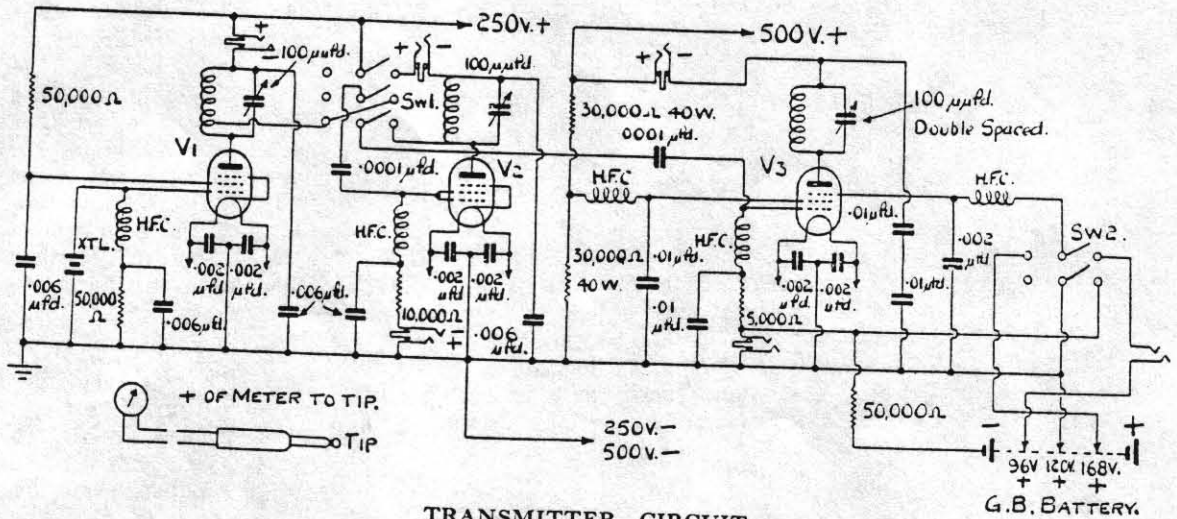 250v.+
500v.+
+
-
100µµfd.
+ -
100µµfd.
+ -
50,000Ω
Sw1.
30,000Ω 40W.
.0001µfd.
100µµfd.
Double Spaced.
V1
V2
V3
.0001µfd.
H.F.C.
H.F.C.
H.F.C.
H.F.C.
H.F.C.
XTL.
.01µfd.
Sw2.
.002 µfd.
.002 µfd.
.002 µfd.
.002 µfd.
.002 µfd.
.002 µfd.
.002 µfd
30,000Ω
40W.
.01µfd.
.01µfd.
.006 µfd.
50,000 Ω
.006µfd.
.006µfd.
10,000Ω
-
+
.006 µfd.
.01 µfd.
5,000Ω
+ OF METER TO TIP.
TIP
250v.-
500v.-
50,000Ω
-
+
96V 120V. 168V.
+ + +
G.B. BATTERY.
TRANSMITTER CIRCUIT